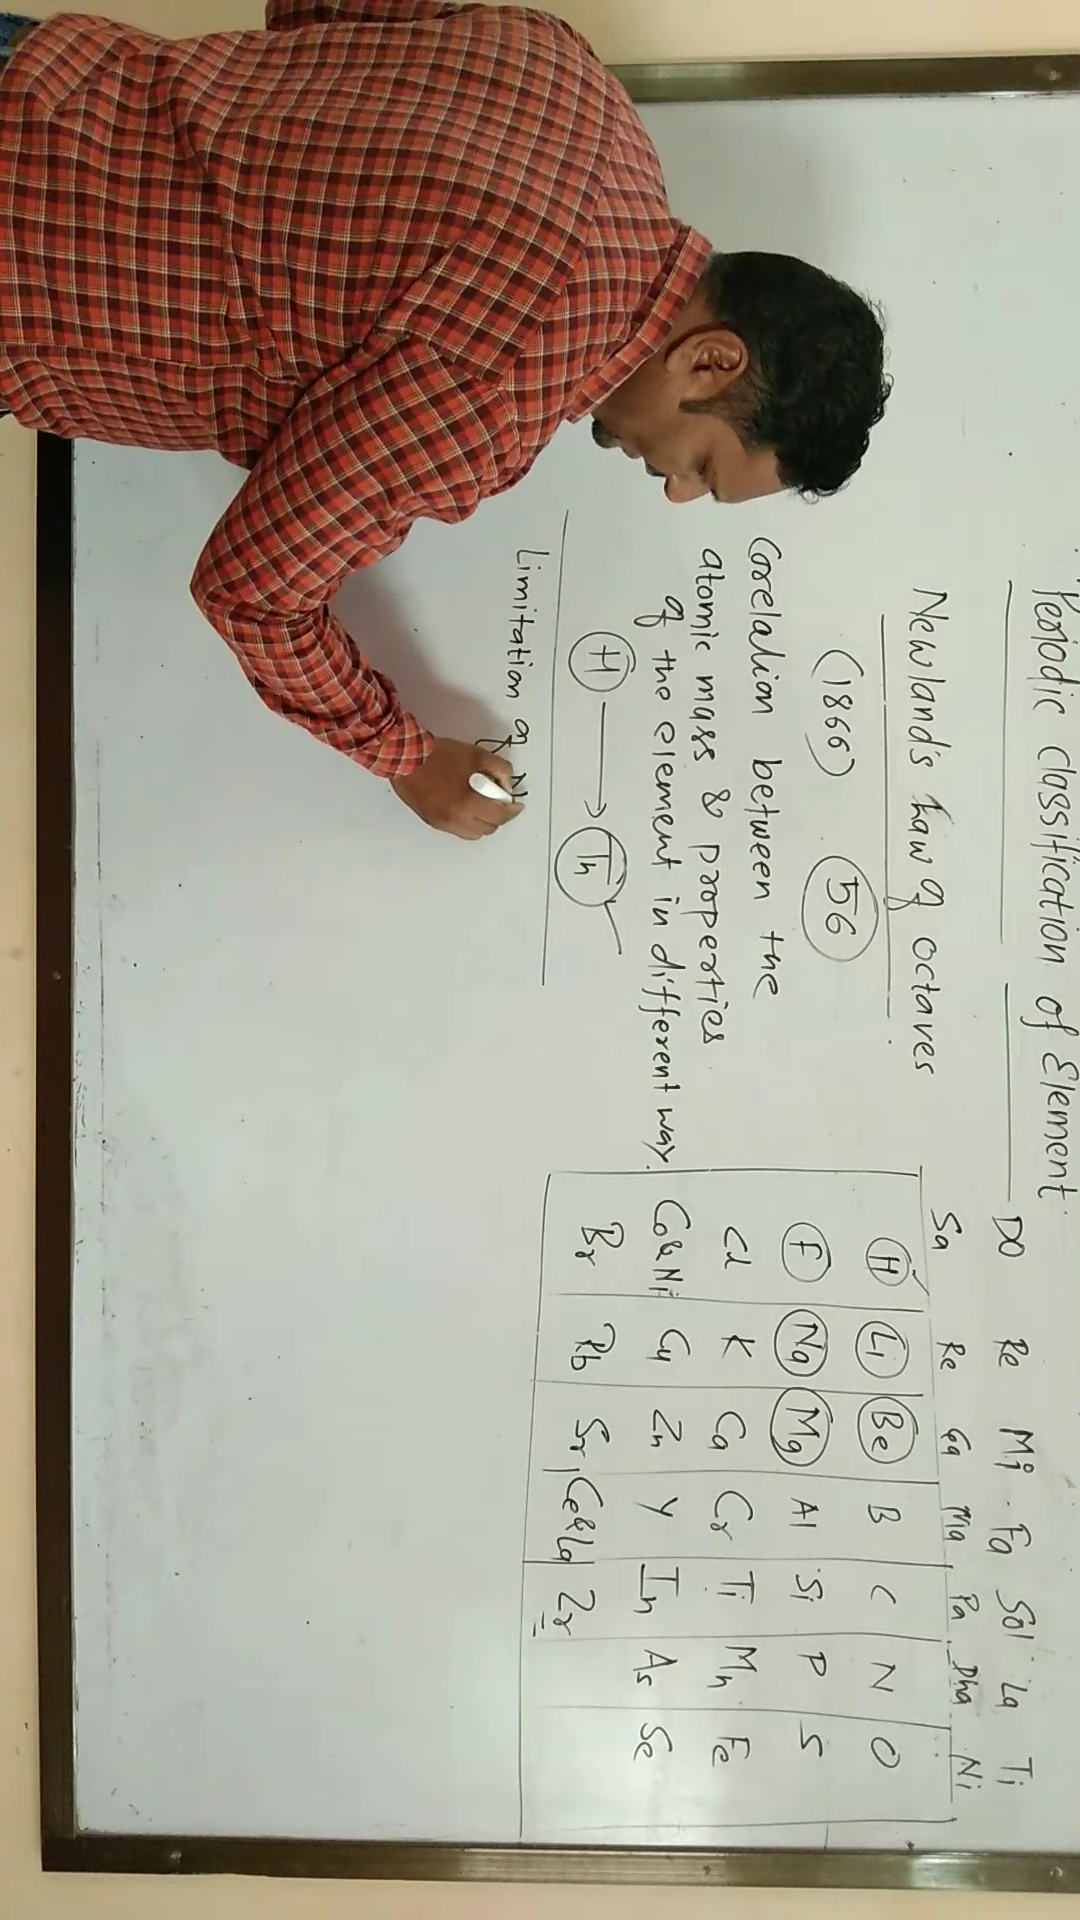 Periodic classification of Element
Newland's Law of octaves
(1866) 56
Corelation between the
atomic mass & properties
of the element in different way.
H → Th
Limitation of N
DO Re Mi Fa Sol La Ti
Sa Re Ga Ma Pa Dha Ni
H Li Be B C N O
F Na Mg Al Si P S
Cl K Ca Cr Ti Mn Fe
Co&Ni Cu Zn Y In As Se
Br Rb Sr Ce&La Zr